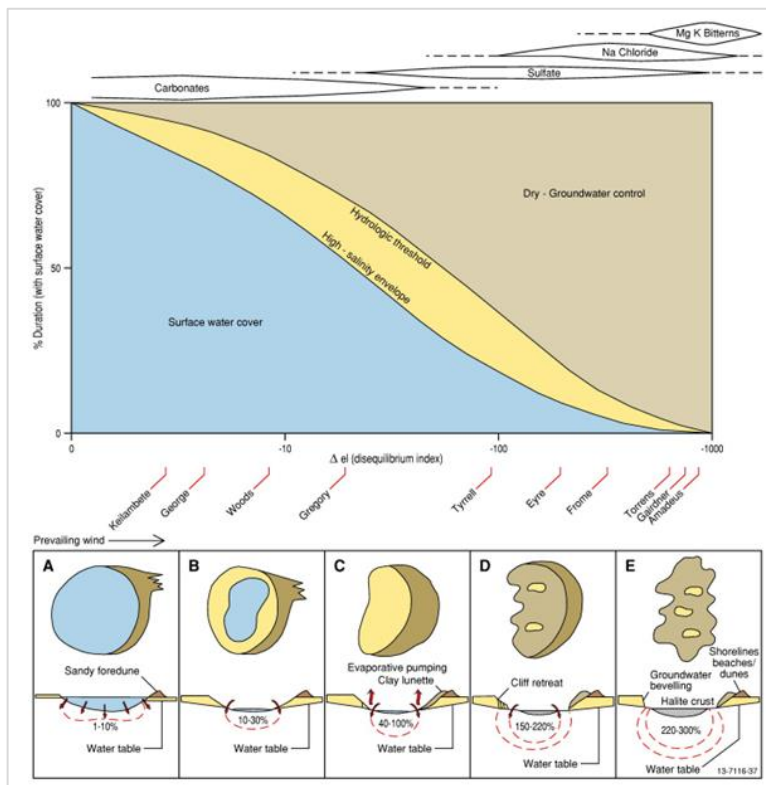 Mg K Bitterns
Na Chloride
Sulfate
Carbonates
100
50
0
% Duration (with surface water cover)
Dry - Groundwater control
Hydrologic threshold
High - salinity envelope
Surface water cover
0
-10
-100
-1000
Δ el (disequilibrium index)
Keilambete
George
Woods
Gregory
Tyrrell
Eyre
Frome
Torrens
Gairdner
Amadeus
Prevailing wind
A
Sandy foredune
1-10%
Water table
B
10-30%
Water table
C
Evaporative pumping
Clay lunette
40-100%
Water table
D
Cliff retreat
150-220%
Water table
E
Shorelines
beaches/
dunes
Groundwater
bevelling
Halite crust
220-300%
Water table
13-7116-37